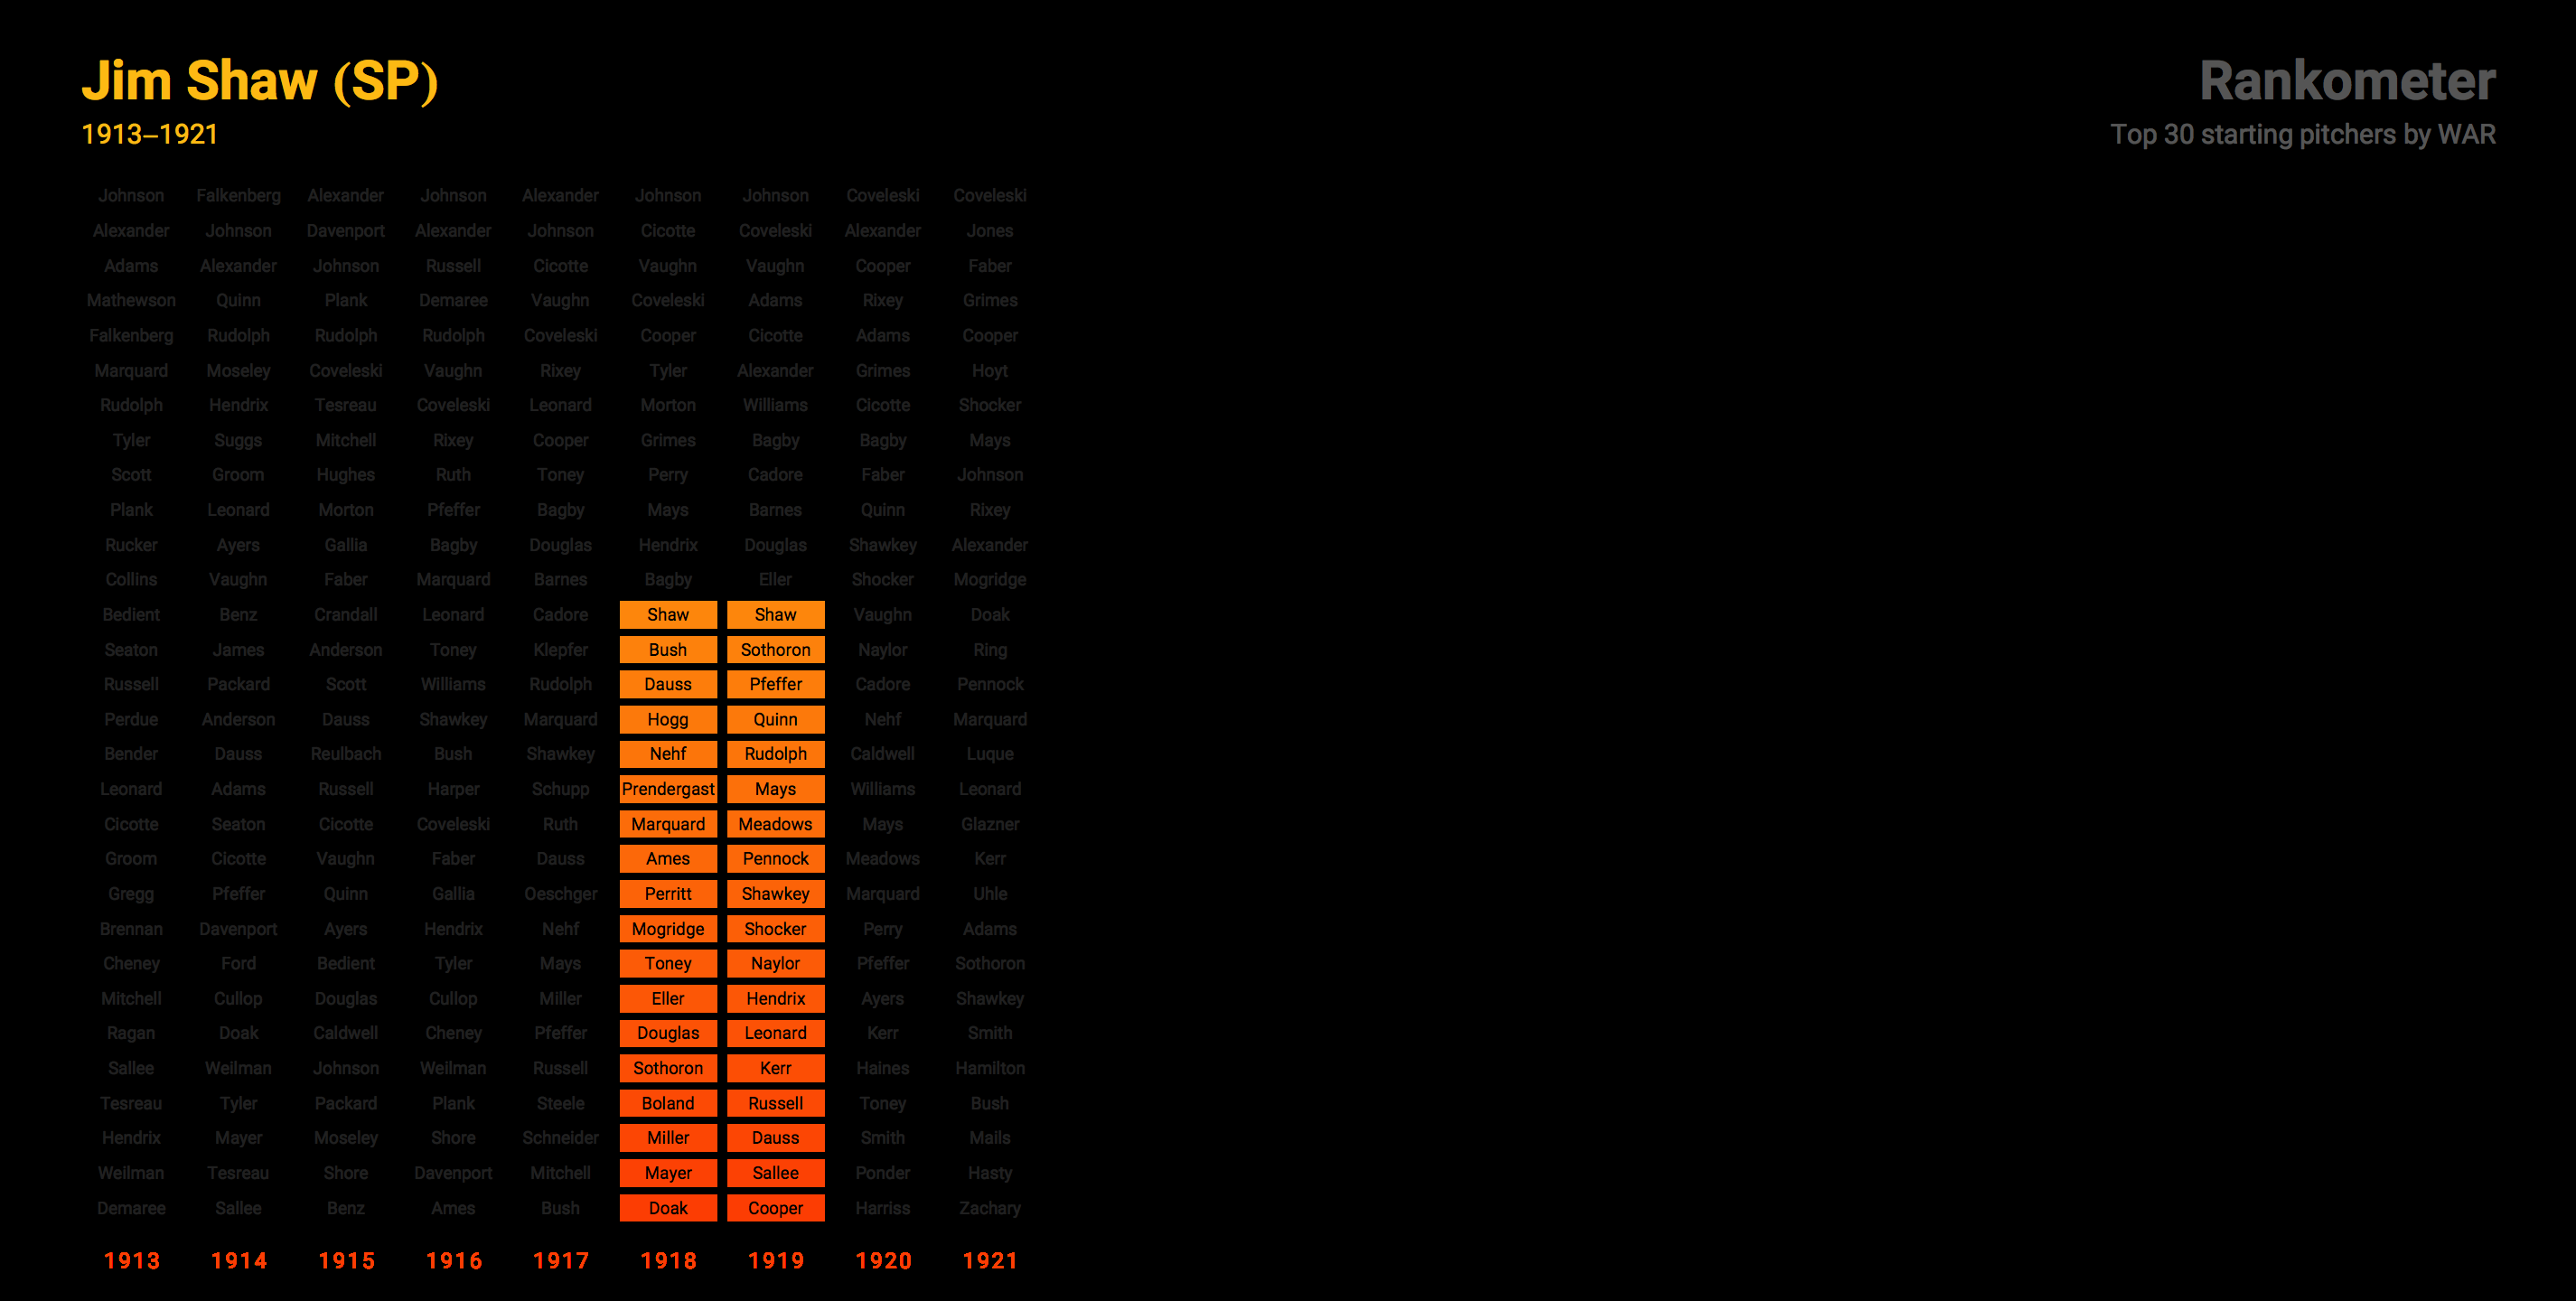 Jim Shaw (SP)
1913–1921
Rankometer
Top 30 starting pitchers by WAR
Johnson Falkenberg Alexander Johnson Alexander Johnson Johnson Coveleski Coveleski
Alexander Johnson Davenport Alexander Johnson Cicotte Coveleski Alexander Jones
Adams Alexander Johnson Russell Cicotte Vaughn Vaughn Cooper Faber
Mathewson Quinn Plank Demaree Vaughn Coveleski Adams Rixey Grimes
Falkenberg Rudolph Rudolph Rudolph Coveleski Cooper Cicotte Adams Cooper
Marquard Moseley Coveleski Vaughn Rixey Tyler Alexander Grimes Hoyt
Rudolph Hendrix Tesreau Coveleski Leonard Morton Williams Cicotte Shocker
Tyler Suggs Mitchell Rixey Cooper Grimes Bagby Bagby Mays
Scott Groom Hughes Ruth Toney Perry Cadore Faber Johnson
Plank Leonard Morton Pfeffer Bagby Mays Barnes Quinn Rixey
Rucker Ayers Gallia Bagby Douglas Hendrix Douglas Shawkey Alexander
Collins Vaughn Faber Marquard Barnes Bagby Eller Shocker Mogridge
Bedient Benz Crandall Leonard Cadore Shaw Shaw Vaughn Doak
Seaton James Anderson Toney Klepfer Bush Sothoron Naylor Ring
Russell Packard Scott Williams Rudolph Dauss Pfeffer Cadore Pennock
Perdue Anderson Dauss Shawkey Marquard Hogg Quinn Nehf Marquard
Bender Dauss Reulbach Bush Shawkey Nehf Rudolph Caldwell Luque
Leonard Adams Russell Harper Schupp Prendergast Mays Williams Leonard
Cicotte Seaton Cicotte Coveleski Ruth Marquard Meadows Mays Glazner
Groom Cicotte Vaughn Faber Dauss Ames Pennock Meadows Kerr
Gregg Pfeffer Quinn Gallia Oeschger Perritt Shawkey Marquard Uhle
Brennan Davenport Ayers Hendrix Nehf Mogridge Shocker Perry Adams
Cheney Ford Bedient Tyler Mays Toney Naylor Pfeffer Sothoron
Mitchell Cullop Douglas Cullop Miller Eller Hendrix Ayers Shawkey
Ragan Doak Caldwell Cheney Pfeffer Douglas Leonard Kerr Smith
Sallee Weilman Johnson Weilman Russell Sothoron Kerr Haines Hamilton
Tesreau Tyler Packard Plank Steele Boland Russell Toney Bush
Hendrix Mayer Moseley Shore Schneider Miller Dauss Smith Mails
Weilman Tesreau Shore Davenport Mitchell Mayer Sallee Ponder Hasty
Demaree Sallee Benz Ames Bush Doak Cooper Harriss Zachary
1913 1914 1915 1916 1917 1918 1919 1920 1921